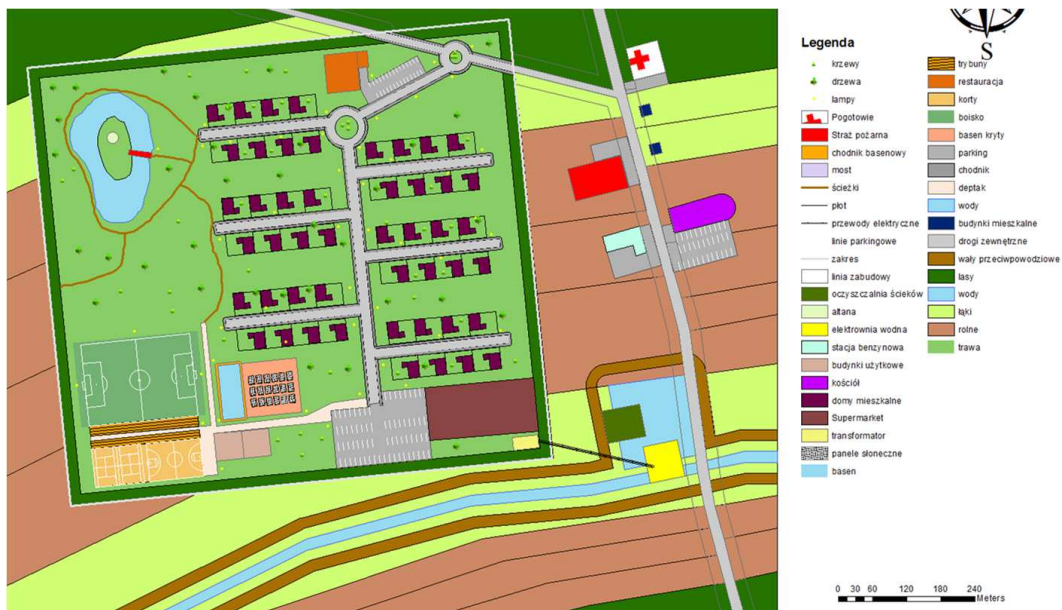 S
Legenda
krzewy
drzewa
lampy
Pogotowie
Straż pożarna
chodnik basenowy
most
ścieżki
płot
przewody elektryczne
linie parkingowe
zakres
linia zabudowy
oczyszczalnia ścieków
altana
elektrownia wodna
stacja benzynowa
budynki użytkowe
kościół
domy mieszkalne
Supermarket
transformator
panele słoneczne
basen
trybuny
restauracja
korty
boisko
basen kryty
parking
chodnik
deptak
wody
budynki mieszkalne
drogi zewnętrzne
wały przeciwpowodziowe
lasy
wody
łąki
rolne
trawa
0 30 60 120 180 240
Meters